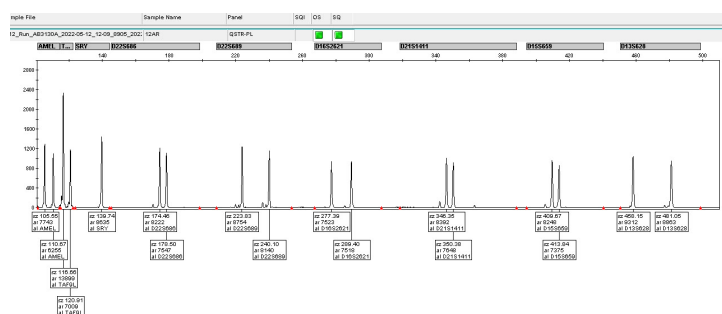 mple File Sample Name Panel SQI OS SQ
12_Run_AB3130A_2022-05-12_12-09_8905_202: 12AR QSTR-PL
AMEL T... SRY D22S686 D22S689 D16S2621 D21S1411 D15S659 D13S628
140 180 220 260 300 340 380 420 460 500
2800
2400
2000
1600
1200
800
400
0
sz 105.55 sz 139.74 sz 174.46 sz 223.83 sz 277.39 sz 346.35 sz 409.67 sz 458.15 sz 481.05
ar 7743 ar 8635 ar 8222 ar 8754 ar 7523 ar 8392 ar 8248 ar 9312 ar 8863
al AMEL al SRY al D22S686 al D22S689 al D16S2621 al D21S1411 al D15S659 al D13S628 al D13S628
sz 110.67 sz 178.50 sz 240.10 sz 289.40 sz 350.38 sz 413.84
ar 6255 ar 7547 ar 8140 ar 7518 ar 7648 ar 7375
al AMEL al D22S686 al D22S689 al D16S2621 al D21S1411 al D15S659
sz 116.66
ar 13899
al TAF9L
sz 120.91
ar 7009
al TAF9L